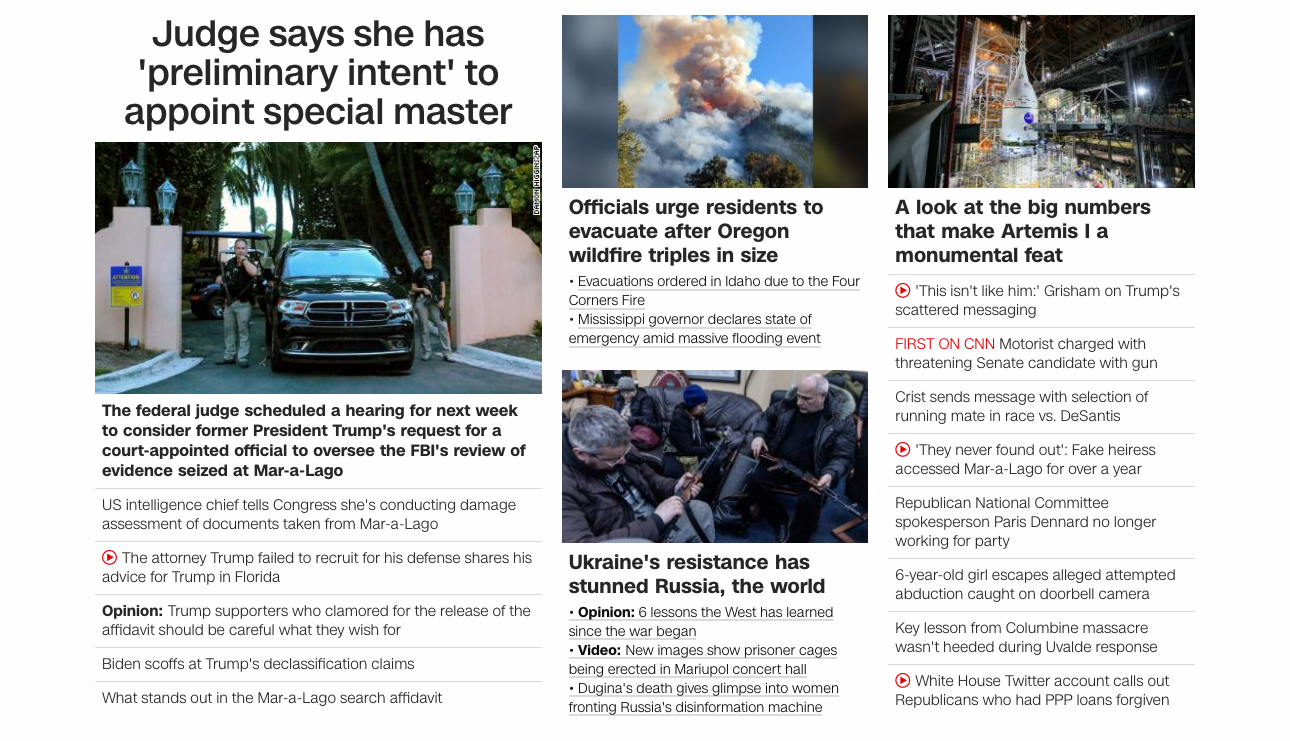 Judge says she has
'preliminary intent' to
appoint special master
DAMON HIGGINS/AP
ATTENTION
The federal judge scheduled a hearing for next week
to consider former President Trump's request for a
court-appointed official to oversee the FBI's review of
evidence seized at Mar-a-Lago
US intelligence chief tells Congress she's conducting damage
assessment of documents taken from Mar-a-Lago
The attorney Trump failed to recruit for his defense shares his
advice for Trump in Florida
Opinion: Trump supporters who clamored for the release of the
affidavit should be careful what they wish for
Biden scoffs at Trump's declassification claims
What stands out in the Mar-a-Lago search affidavit
Officials urge residents to
evacuate after Oregon
wildfire triples in size
• Evacuations ordered in Idaho due to the Four
Corners Fire
• Mississippi governor declares state of
emergency amid massive flooding event
Ukraine's resistance has
stunned Russia, the world
• Opinion: 6 lessons the West has learned
since the war began
• Video: New images show prisoner cages
being erected in Mariupol concert hall
• Dugina's death gives glimpse into women
fronting Russia's disinformation machine
A look at the big numbers
that make Artemis I a
monumental feat
'This isn't like him:' Grisham on Trump's
scattered messaging
FIRST ON CNN Motorist charged with
threatening Senate candidate with gun
Crist sends message with selection of
running mate in race vs. DeSantis
'They never found out': Fake heiress
accessed Mar-a-Lago for over a year
Republican National Committee
spokesperson Paris Dennard no longer
working for party
6-year-old girl escapes alleged attempted
abduction caught on doorbell camera
Key lesson from Columbine massacre
wasn't heeded during Uvalde response
White House Twitter account calls out
Republicans who had PPP loans forgiven